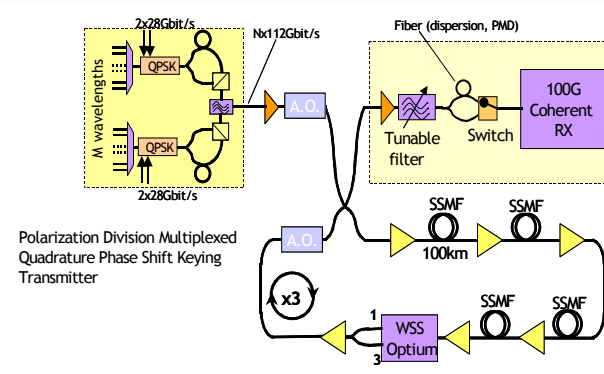 2x28Gbit/s
Nx112Gbit/s
Fiber (dispersion, PMD)
M wavelengths
QPSK
A.O.
100G
Coherent
RX
Tunable
filter
Switch
QPSK
2x28Gbit/s
SSMF
SSMF
Polarization Division Multiplexed
Quadrature Phase Shift Keying
Transmitter
A.O.
100km
x3
SSMF
SSMF
1
WSS
Optium
3